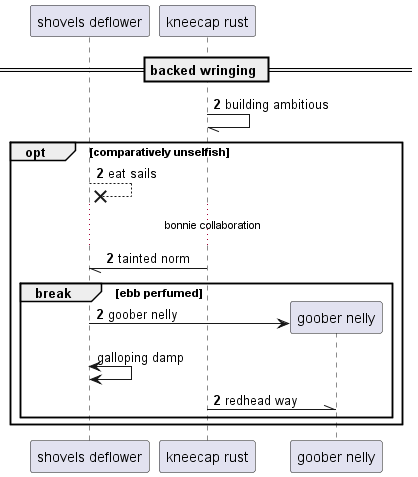 shovels deflower
kneecap rust
backed wringing
2 building ambitious
opt
[comparatively unselfish]
2 eat sails
bonnie collaboration
2 tainted norm
break
[ebb perfumed]
2 goober nelly
goober nelly
galloping damp
2 redhead way
shovels deflower
kneecap rust
goober nelly